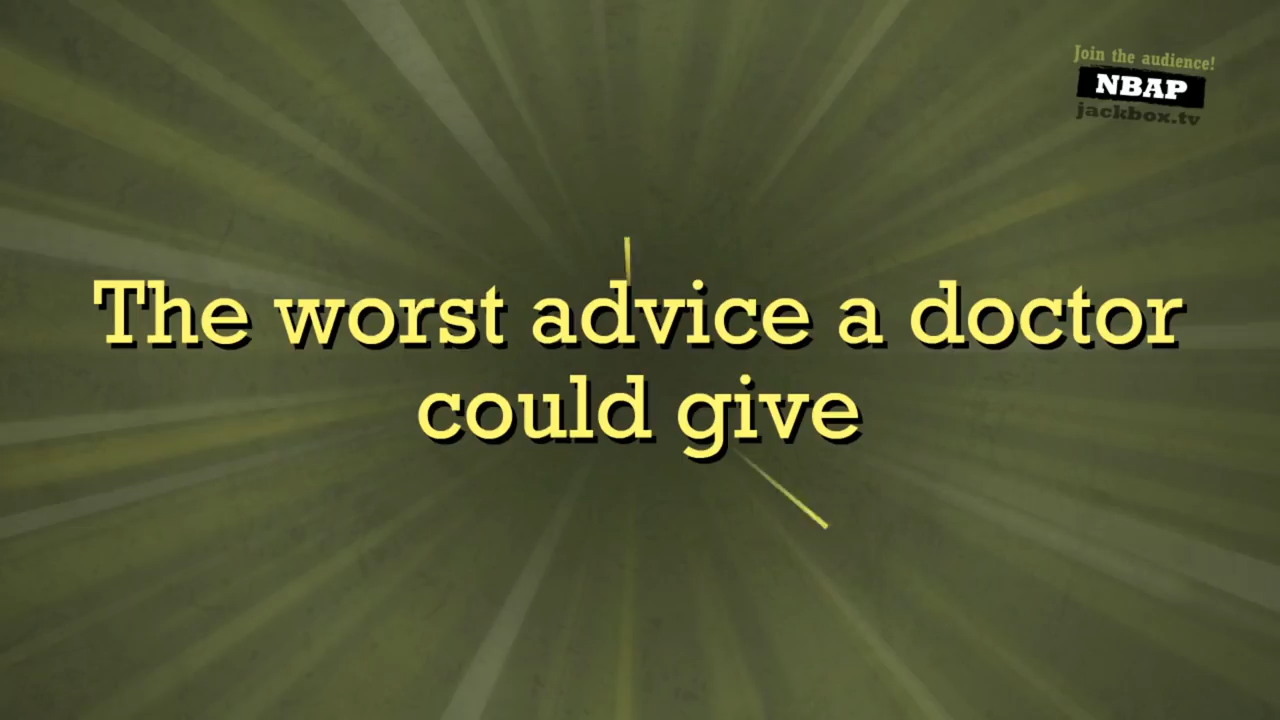 Join the audience!
NBAP
jackbox.tv
The worst advice a doctor
could give